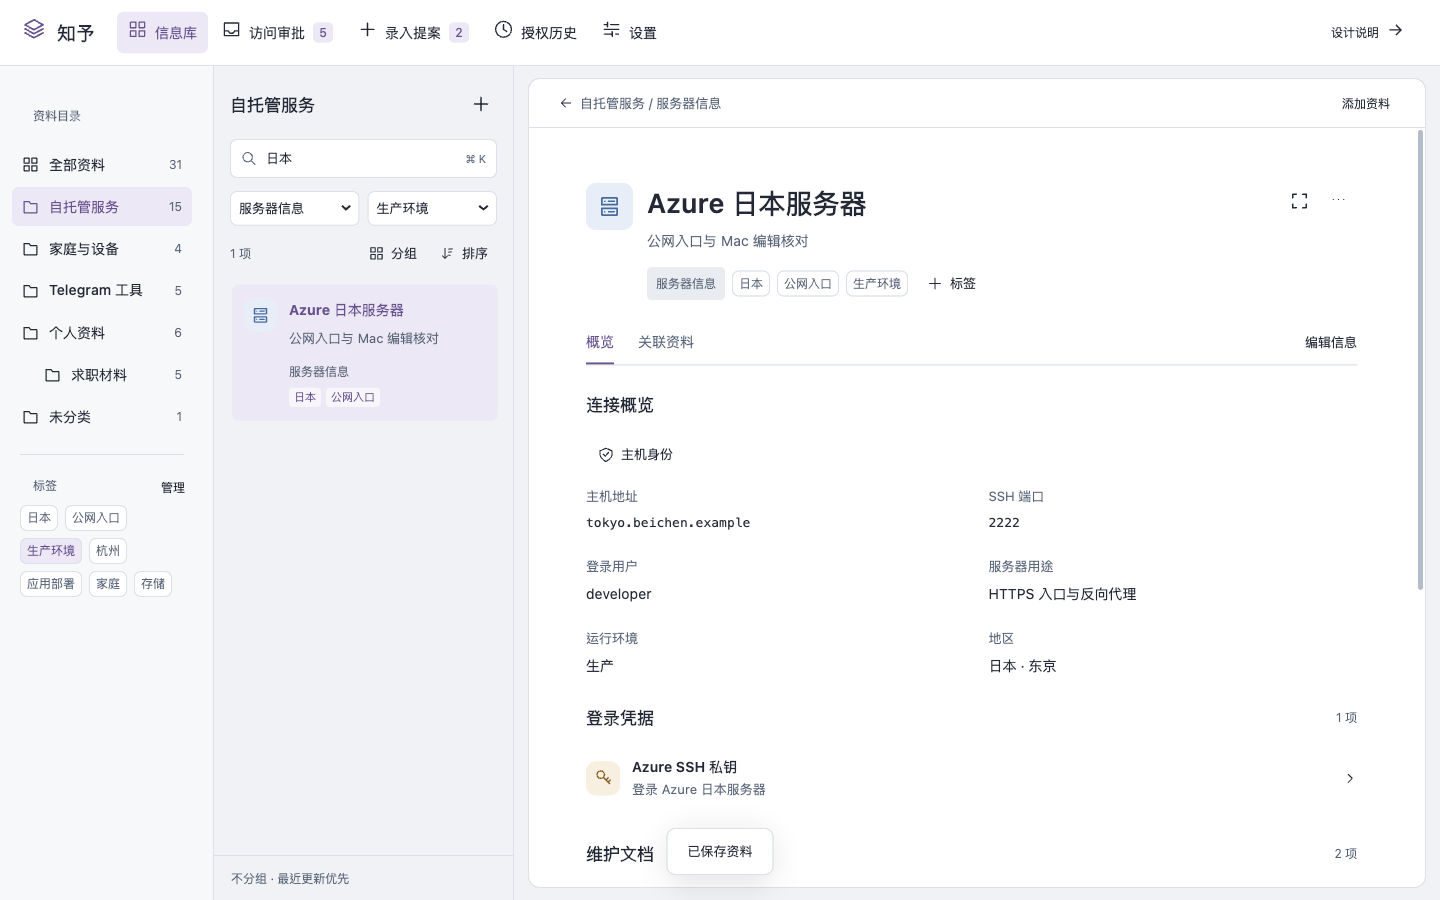 知予
信息库
访问审批 5
录入提案 2
授权历史
设置
设计说明
资料目录
全部资料 31
自托管服务 15
家庭与设备 4
Telegram 工具 5
个人资料 6
求职材料 5
未分类 1
标签 管理
日本 公网入口
生产环境 杭州
应用部署 家庭 存储
自托管服务
日本 ⌘ K
服务器信息 生产环境
1 项 分组 排序
Azure 日本服务器
公网入口与 Mac 编辑核对
服务器信息
日本 公网入口
不分组 · 最近更新优先
自托管服务 / 服务器信息 添加资料
Azure 日本服务器
···
公网入口与 Mac 编辑核对
服务器信息 日本 公网入口 生产环境 标签
概览 关联资料 编辑信息
连接概览
主机身份
主机地址 SSH 端口
tokyo.beichen.example 2222
登录用户 服务器用途
developer HTTPS 入口与反向代理
运行环境 地区
生产 日本 · 东京
登录凭据 1 项
Azure SSH 私钥
登录 Azure 日本服务器
维护文档 2 项
已保存资料